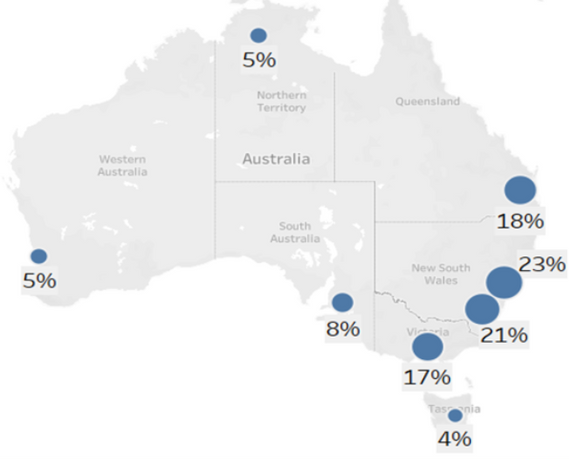 5%
Northern
Territory
Queensland
Australia
Western
Australia
18%
South
Australia
23%
New South
Wales
5%
8%
Victoria
21%
17%
Tasmania
4%